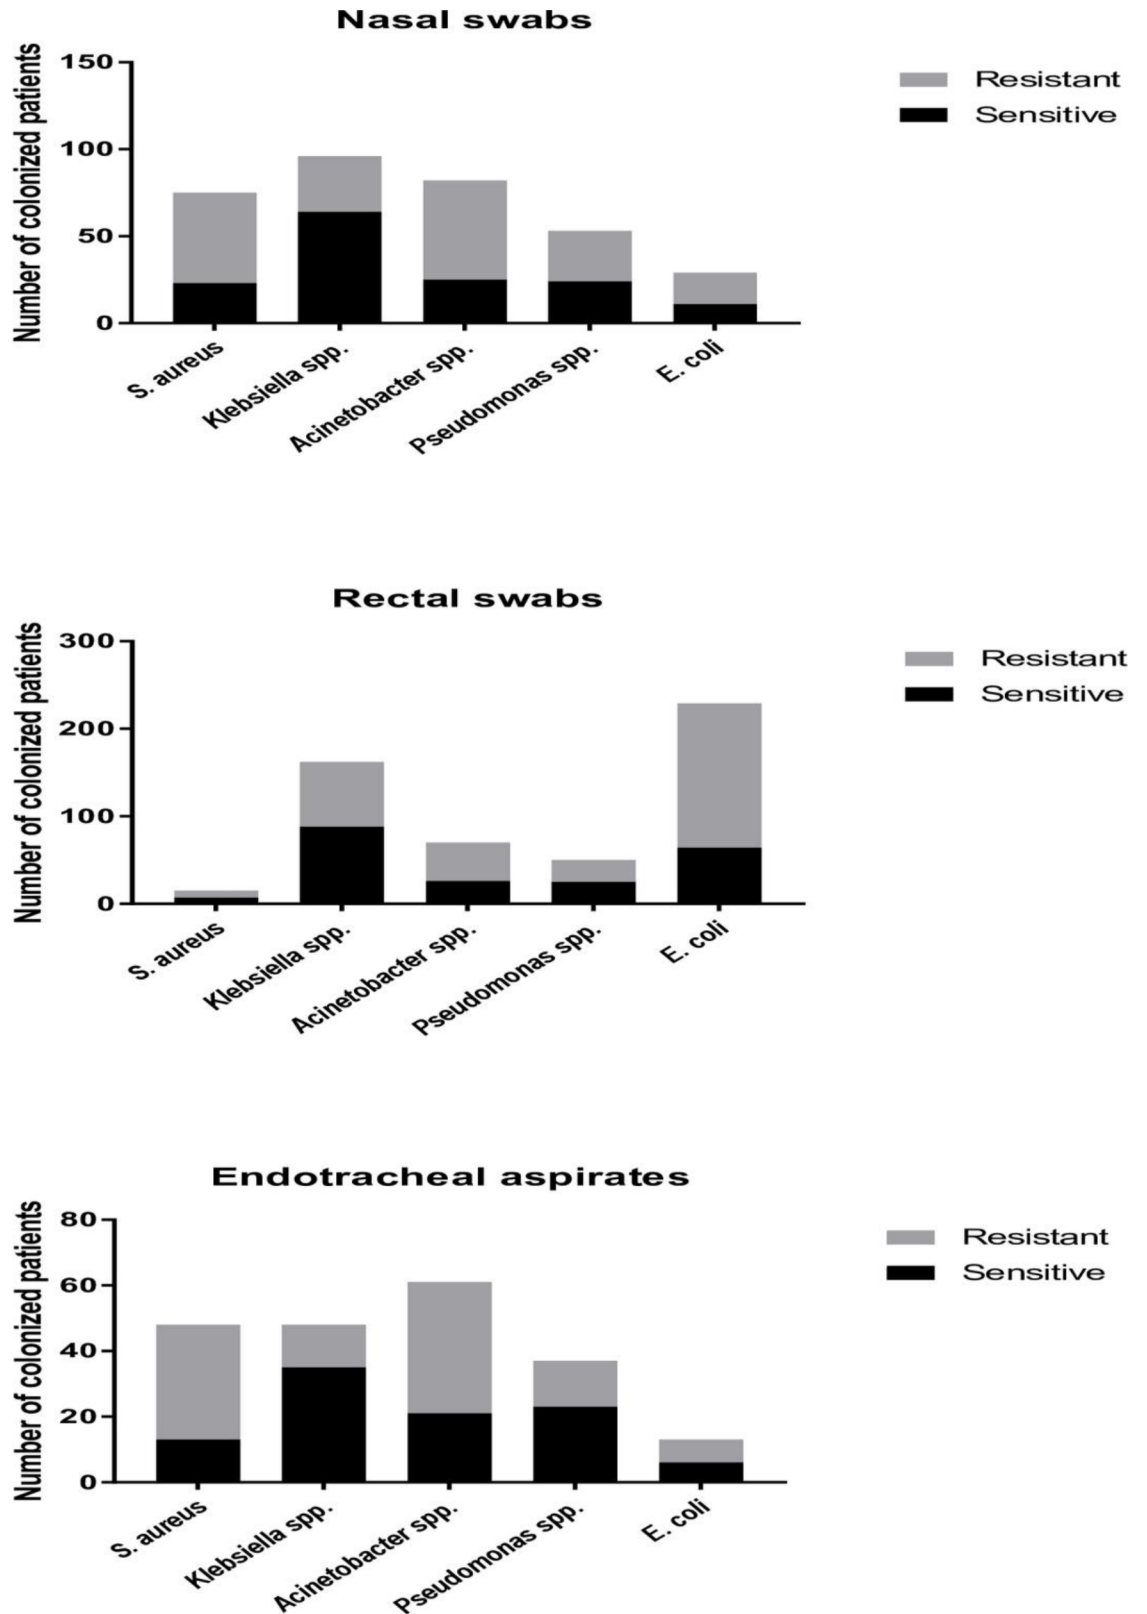 Nasal swabs
Number of colonized patients
150
100
50
0
Resistant
Sensitive
S. aureus
Klebsiella spp.
Acinetobacter spp.
Pseudomonas spp.
E. coli
Rectal swabs
Number of colonized patients
300
200
100
0
Resistant
Sensitive
S. aureus
Klebsiella spp.
Acinetobacter spp.
Pseudomonas spp.
E. coli
Endotracheal aspirates
Number of colonized patients
80
60
40
20
0
Resistant
Sensitive
S. aureus
Klebsiella spp.
Acinetobacter spp.
Pseudomonas spp.
E. coli